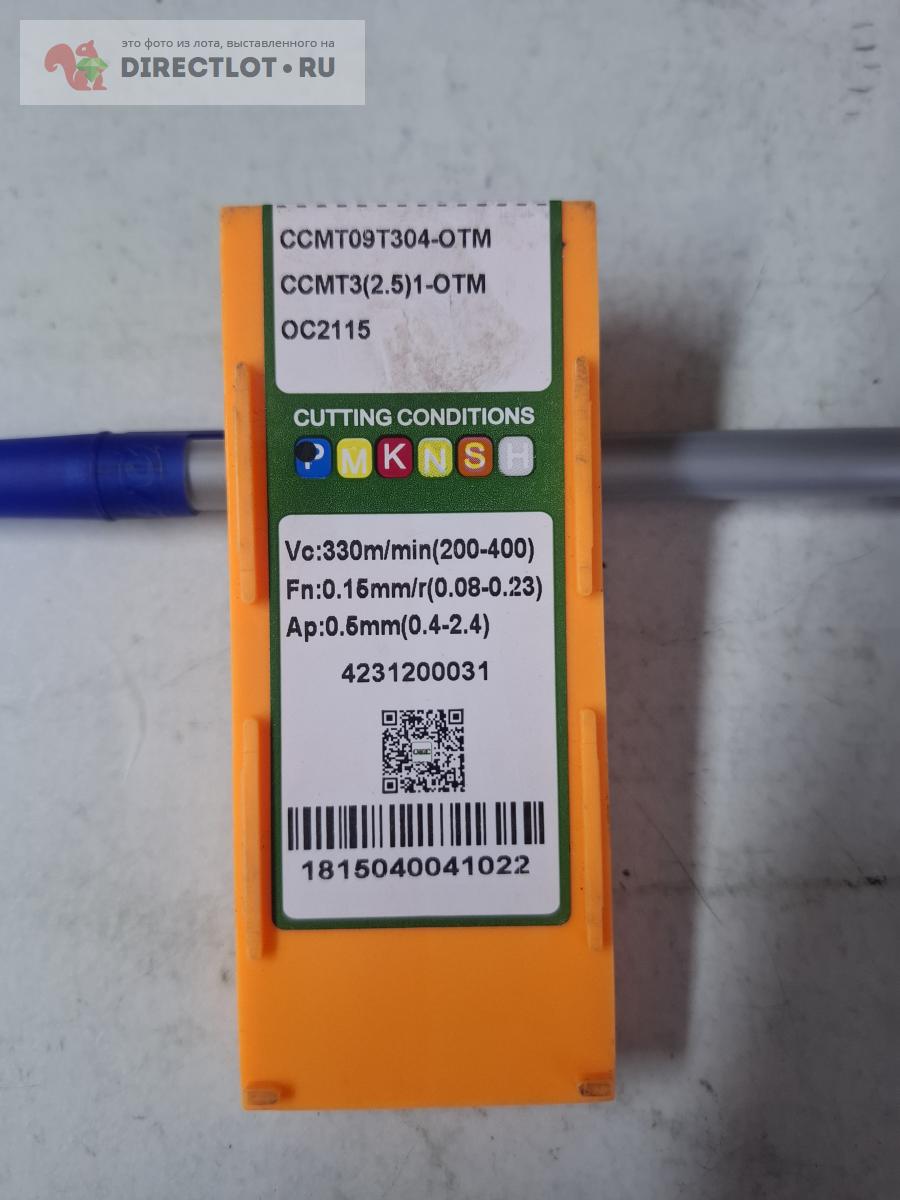 это фото из лота, выставленного на
DIRECTLOT•RU
CCMT09T304-OTM
CCMT3(2.5)1-OTM
OC2115
CUTTING CONDITIONS
P M K N S H
Vc:330m/min(200-400)
Fn:0.15mm/r(0.08-0.23)
Ap:0.5mm(0.4-2.4)
4231200031
1815040041022